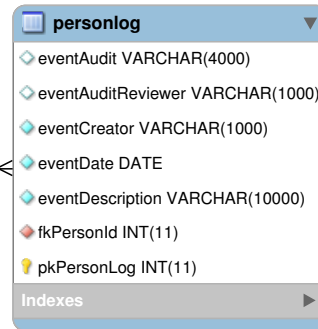 personlog
eventAudit VARCHAR(4000)
eventAuditReviewer VARCHAR(1000)
eventCreator VARCHAR(1000)
eventDate DATE
eventDescription VARCHAR(10000)
fkPersonId INT(11)
pkPersonLog INT(11)
Indexes